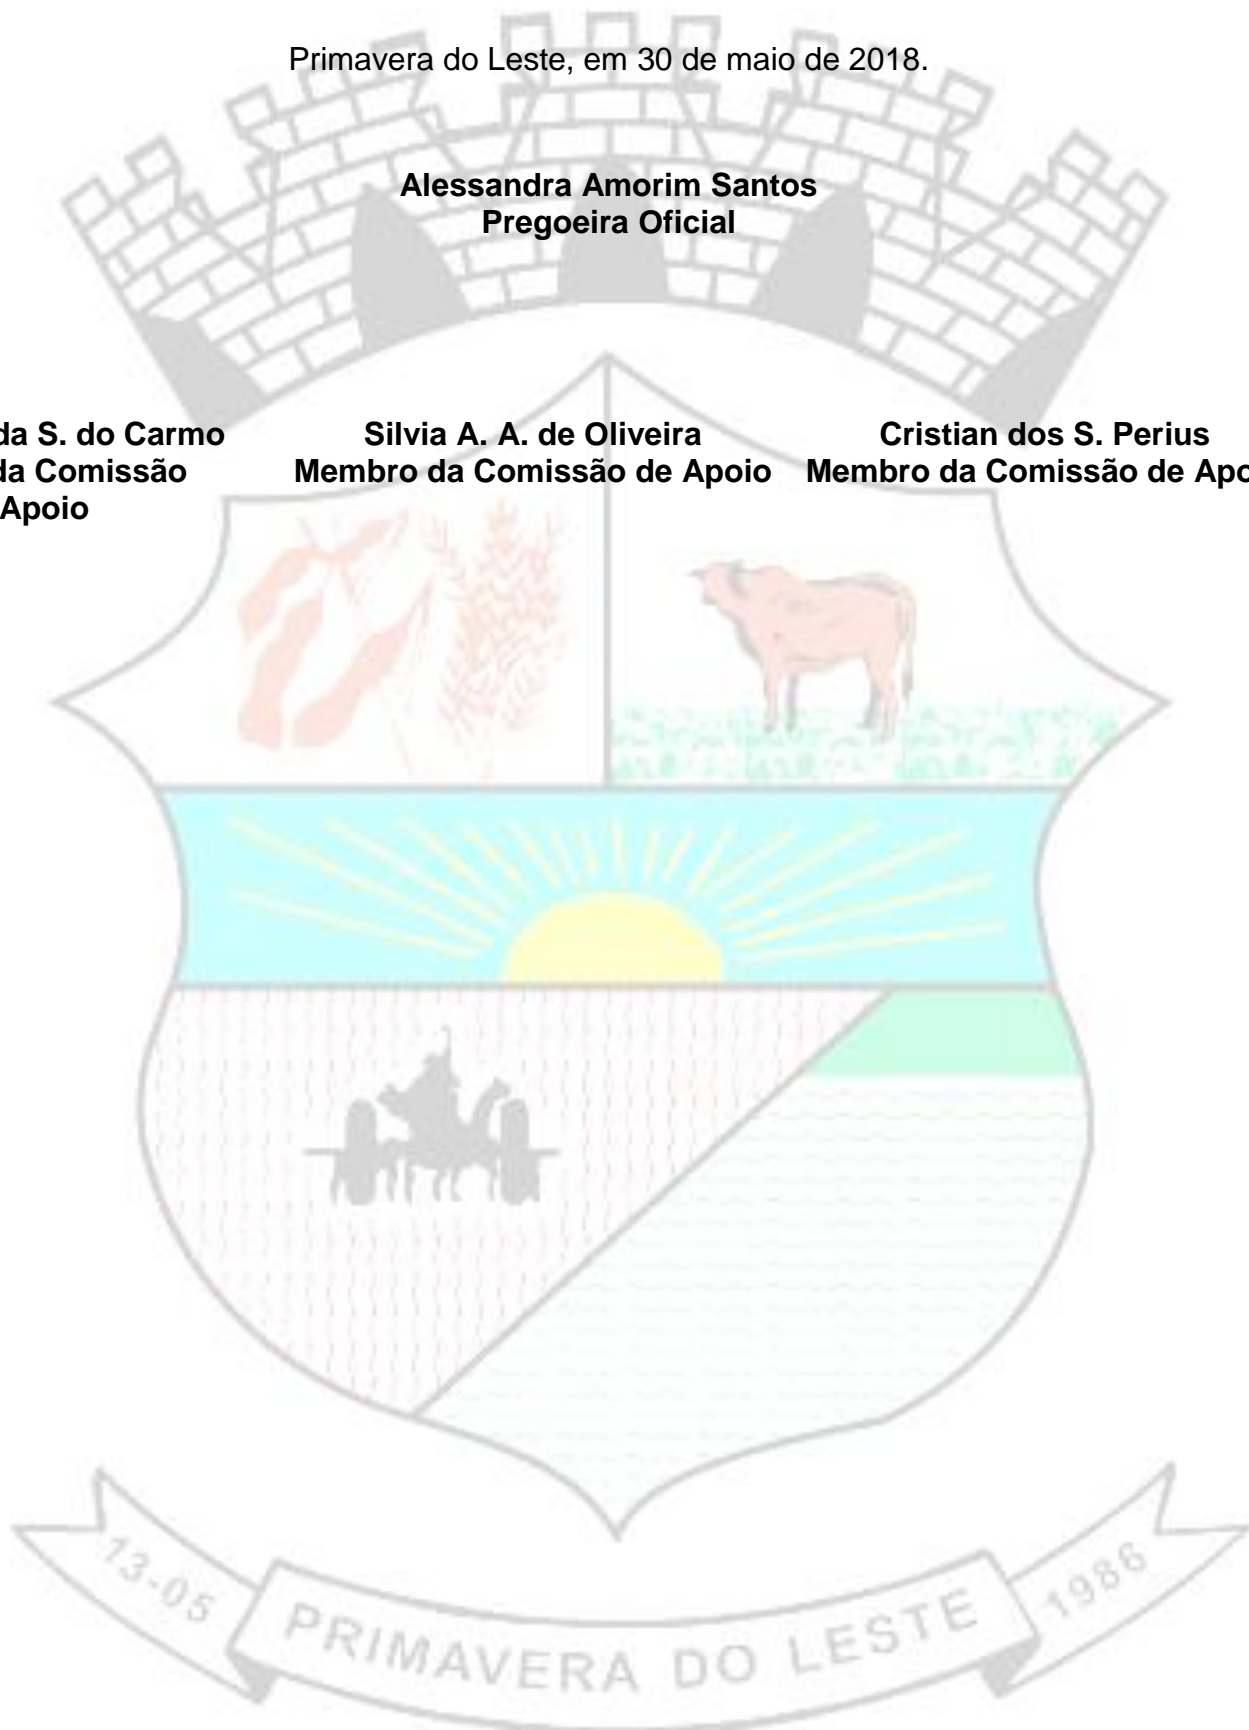 Primavera do Leste, em 30 de maio de 2018.
Alessandra Amorim Santos
Pregoeira Oficial
S. do Carmo
da Comissão
Apoio
Silvia A. A. de Oliveira
Membro da Comissão de Apoio
Cristian dos S. Perius
Membro da Comissão de
13-05 PRIMAVERA DO LESTE 1986